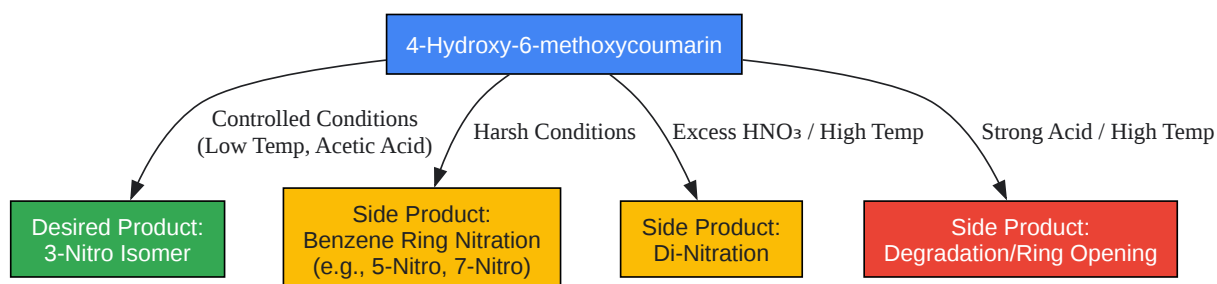 4-Hydroxy-6-methoxycoumarin
Controlled Conditions
(Low Temp, Acetic Acid)
Harsh Conditions
Excess HNO₃ / High Temp
Strong Acid / High Temp
Desired Product:
3-Nitro Isomer
Side Product:
Benzene Ring Nitration
(e.g., 5-Nitro, 7-Nitro)
Side Product:
Di-Nitration
Side Product:
Degradation/Ring Opening